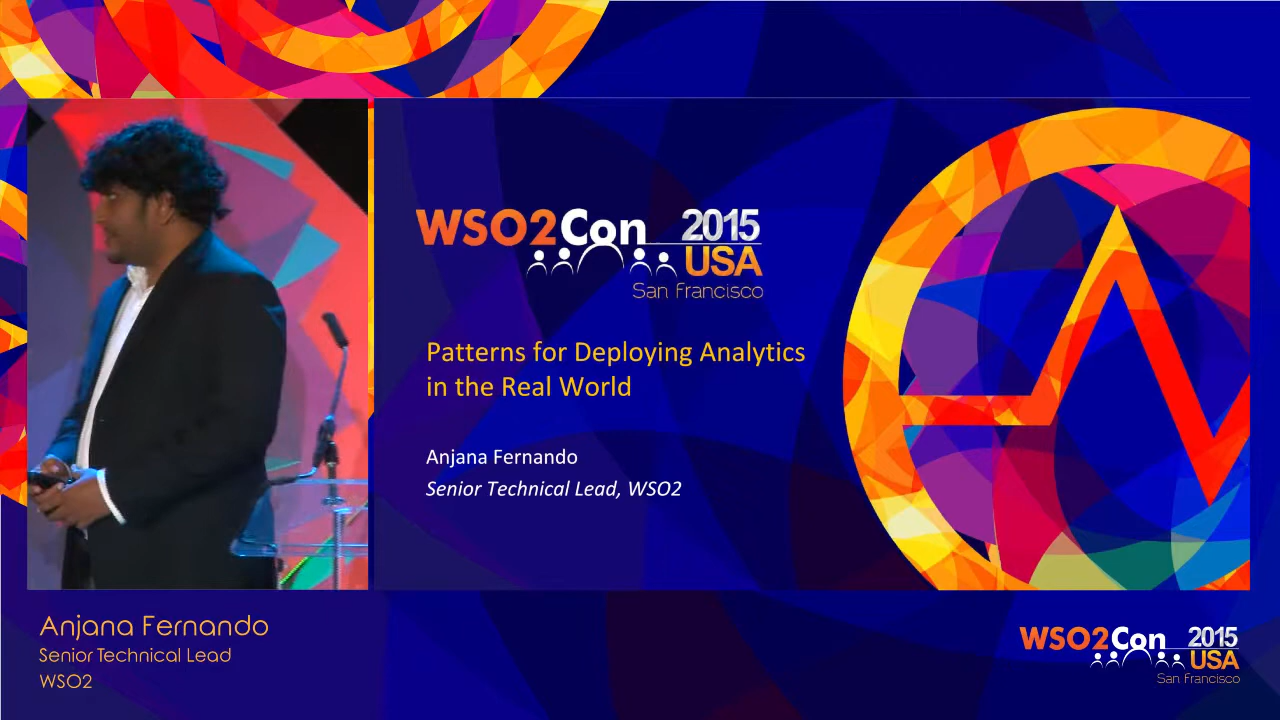 WSO2Con 2015
USA
San Francisco
Patterns for Deploying Analytics
in the Real World
Anjana Fernando
Senior Technical Lead, WSO2
Anjana Fernando
Senior Technical Lead
WSO2
WSO2Con 2015
USA
San Francisco